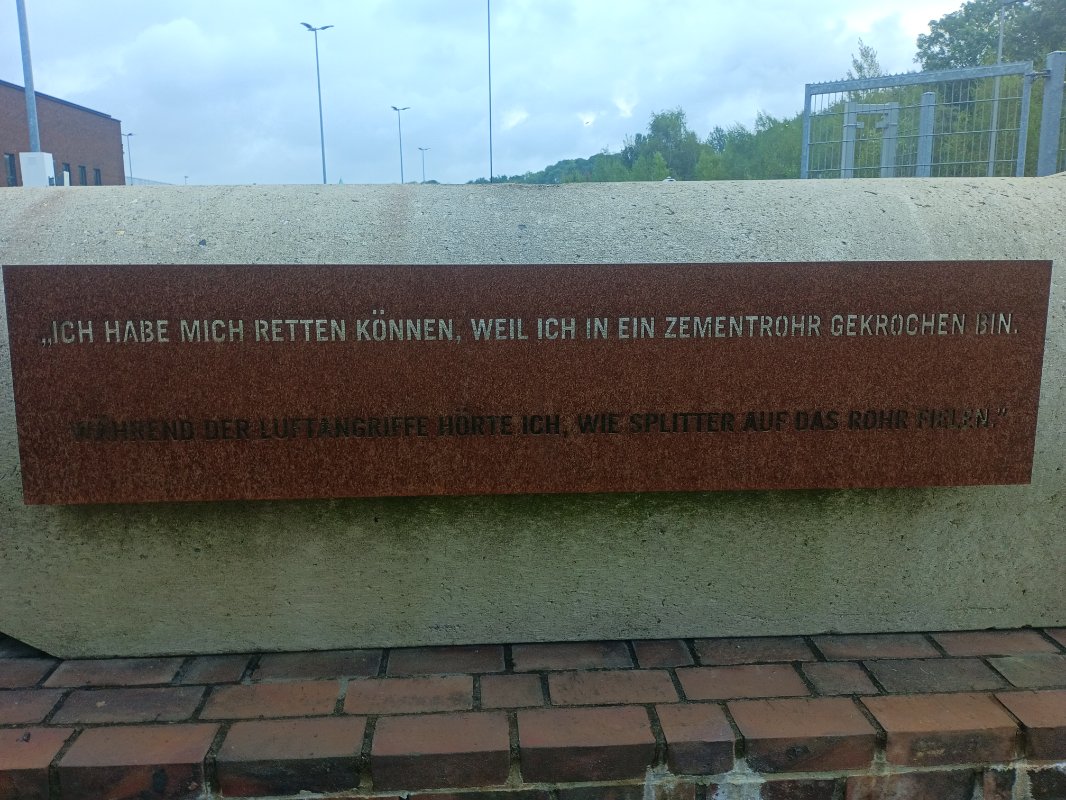 „ICH HABE MICH RETTEN KÖNNEN, WEIL ICH IN EIN ZEMENTROHR GEKROCHEN BIN.
WÄHREND DER LUFTANGRIFFE HÖRTE ICH, WIE SPLITTER AUF DAS ROHR FIELEN.”